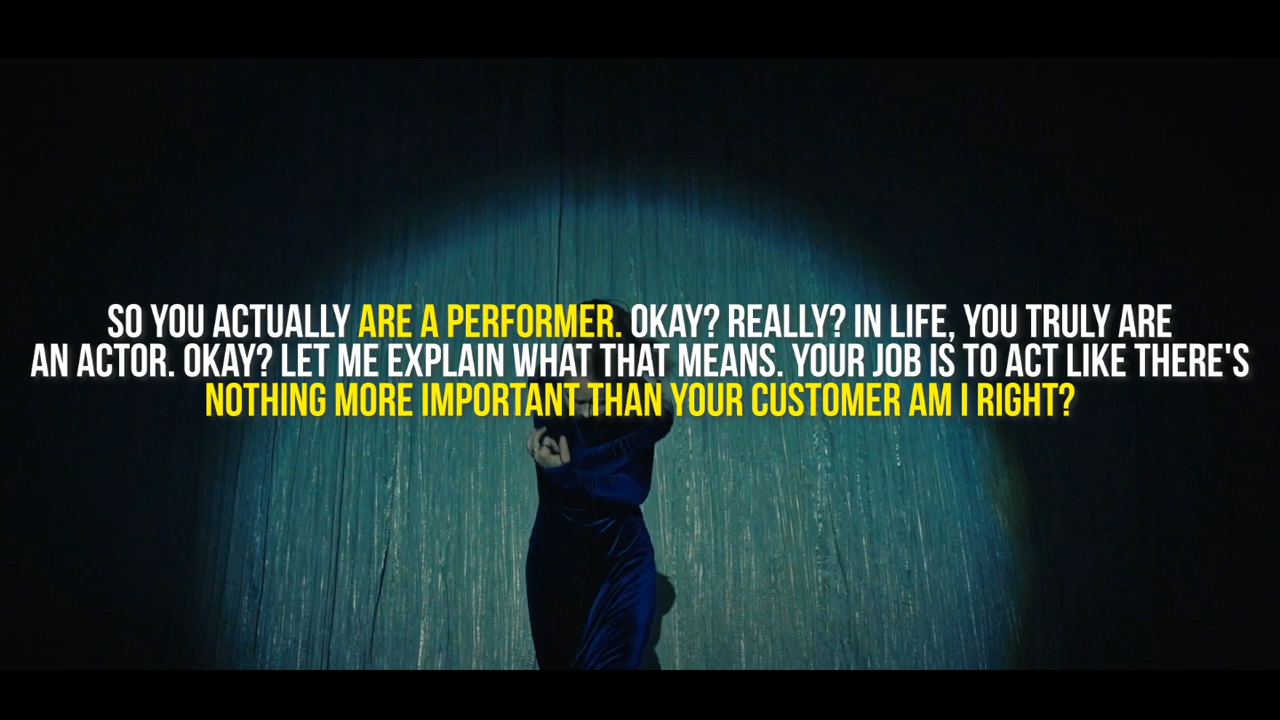 SO YOU ACTUALLY ARE A PERFORMER. OKAY? REALLY? IN LIFE, YOU TRULY ARE
AN ACTOR. OKAY? LET ME EXPLAIN WHAT THAT MEANS. YOUR JOB IS TO ACT LIKE THERE'S
NOTHING MORE IMPORTANT THAN YOUR CUSTOMER AM I RIGHT?